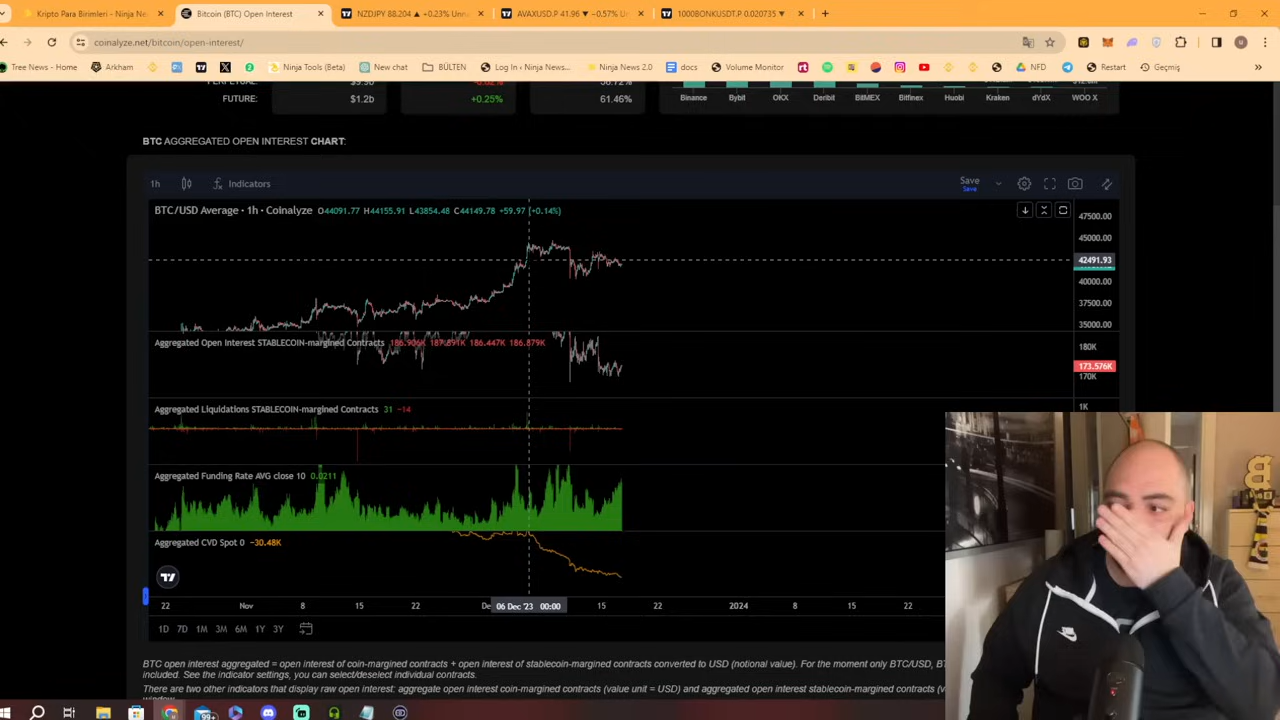 Kripto Para Birimleri - Ninja Ne
Bitcoin (BTC) Open Interest
NZDJPY 88.204 ▲ +0.23% Unna
AVAXUSD.P 41.96 ▼ −0.57% Un
1000BONKUSDT.P 0.020735 ▼
coinalyze.net/bitcoin/open-interest/
Tree News - Home
Arkham
Ninja Tools (Beta)
New chat
BÜLTEN
Log In ‹ Ninja News...
Ninja News 2.0
docs
Volume Monitor
NFD
Restart
Geçmiş
FUTURE:
$1.2b
+0.25%
61.46%
Binance
Bybit
OKX
Deribit
BitMEX
Bitfinex
Huobi
Kraken
dYdX
WOO X
BTC AGGREGATED OPEN INTEREST CHART:
1h
Indicators
Save
Save
BTC/USD Average · 1h · Coinalyze O44091.77 H44155.91 L43854.48 C44149.78 +59.97 (+0.14%)
47500.00
45000.00
42491.93
40000.00
37500.00
35000.00
Aggregated Open Interest STABLECOIN-margined Contracts 186.906K 187.891K 186.447K 186.879K
180K
173.576K
170K
Aggregated Liquidations STABLECOIN-margined Contracts 31 −14
1K
Aggregated Funding Rate AVG close 10 0.0211
Aggregated CVD Spot 0 −30.48K
22
Nov
8
15
22
De
06 Dec '23 00:00
15
22
2024
8
15
22
1D 7D 1M 3M 6M 1Y 3Y
BTC open interest aggregated = open interest of coin-margined contracts + open interest of stablecoin-margined contracts converted to USD (notional value). For the moment only BTC/USD, B
included. See the indicator settings, you can select/deselect individual contracts.
There are two other indicators that display raw open interest: aggregate open interest coin-margined contracts (value unit = USD) and aggregated open interest stablecoin-margined contracts (v
99+